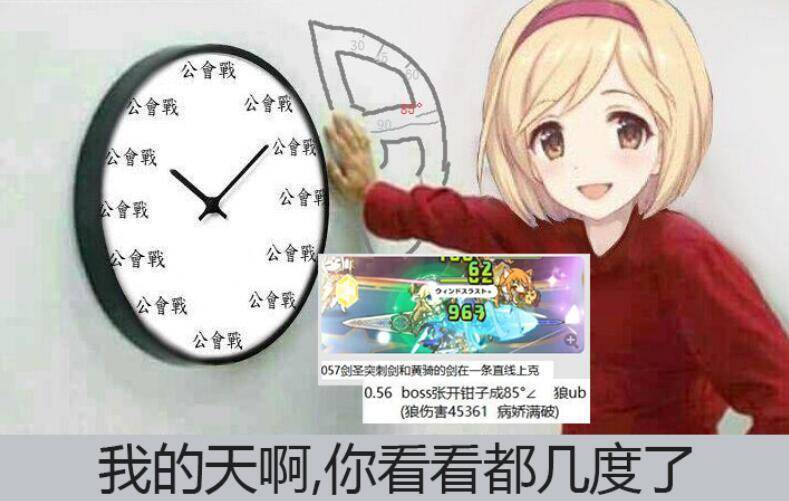 公會戰
公會戰
公會戰
公會戰
公會戰
公會戰
公會戰
公會戰
公會戰
公會戰
公會戰
公會戰
30
45
60
85°
90
62
ウィンドスラスト
967
057剑圣突刺剑和黄骑的剑在一条直线上克
0.56 boss张开钳子成85°∠ 狼ub
(狼伤害45361 病娇满破)
我的天啊,你看看都几度了